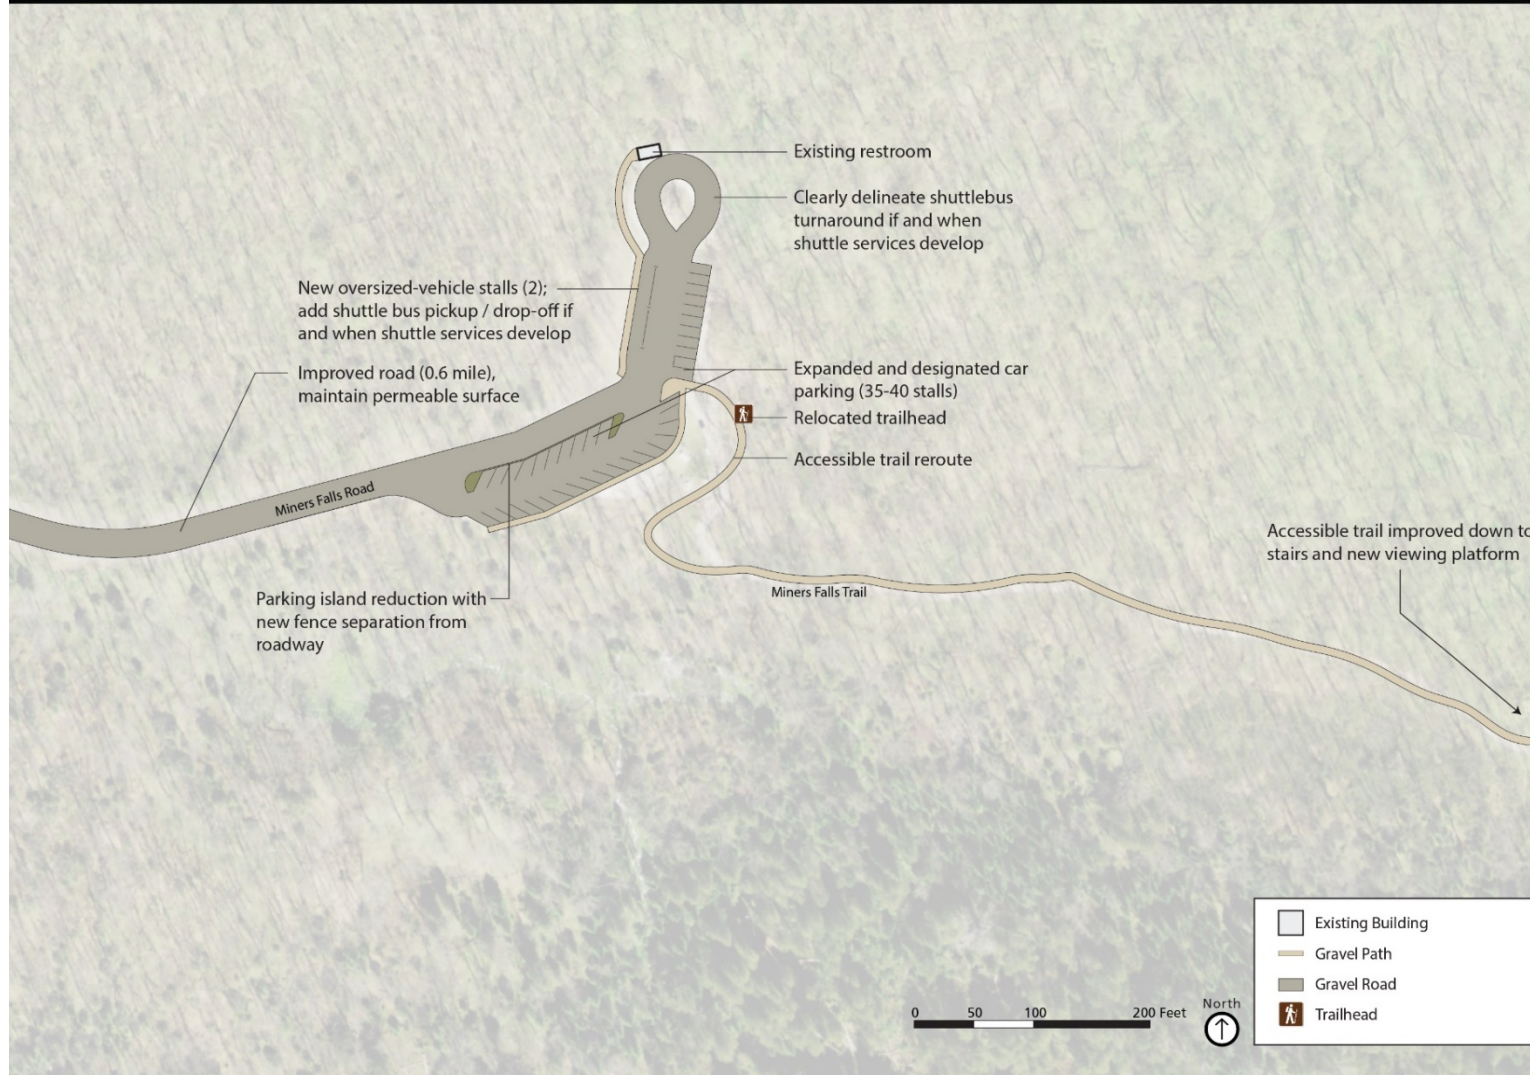 Existing restroom
Clearly delineate shuttlebus
turnaround if and when
shuttle services develop
New oversized-vehicle stalls (2);
add shuttle bus pickup / drop-off if
and when shuttle services develop
Improved road (0.6 mile),
maintain permeable surface
Expanded and designated car
parking (35-40 stalls)
Relocated trailhead
Accessible trail reroute
Miners Falls Road
Accessible trail improved down to
stairs and new viewing platform
Parking island reduction with
new fence separation from
roadway
Miners Falls Trail
Existing Building
Gravel Path
Gravel Road
Trailhead
0 50 100 200 Feet
North